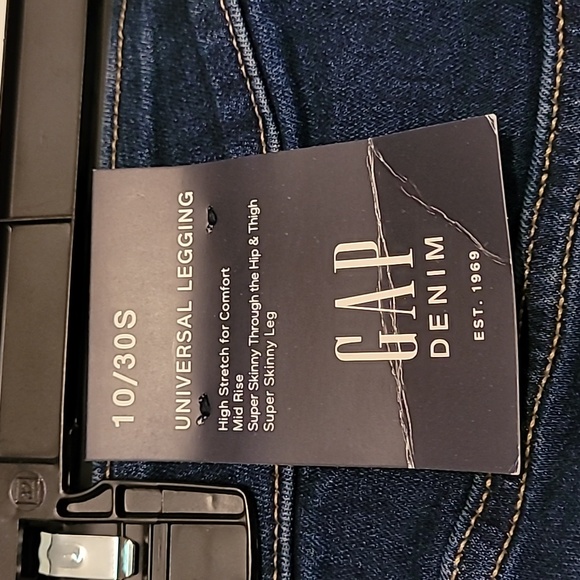 10/30S
UNIVERSAL LEGGING
High Stretch for Comfort
Mid Rise
Super Skinny Through the Hip & Thigh
Super Skinny Leg
GAP
DENIM
EST. 1969